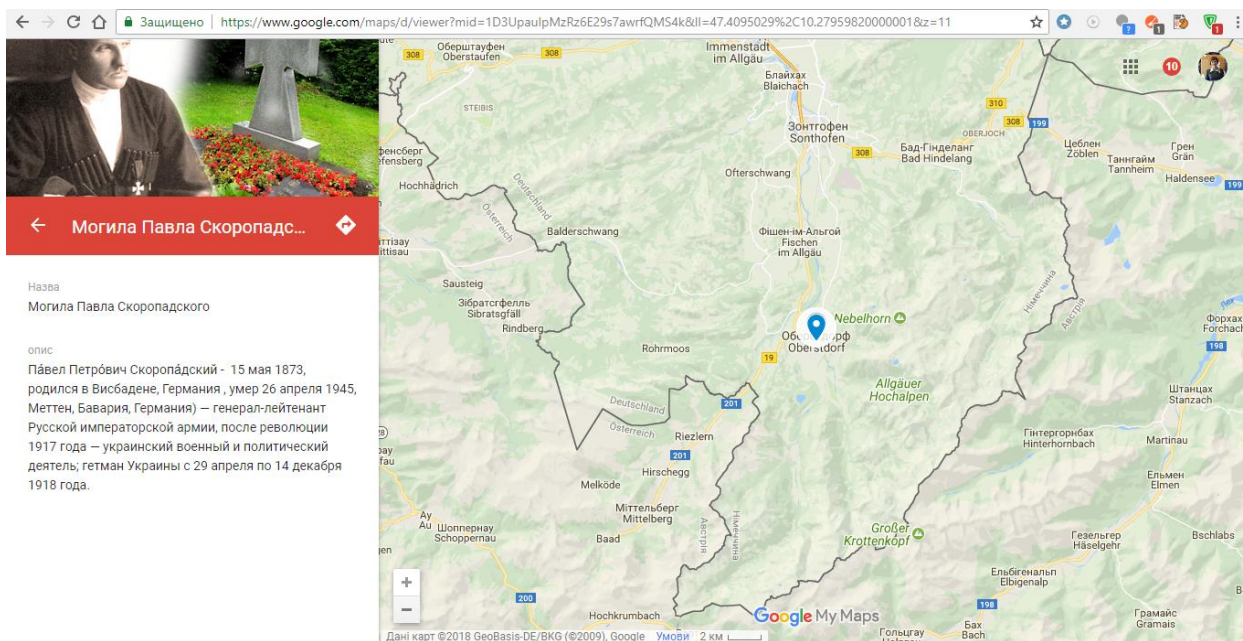 Защищено | https://www.google.com/maps/d/viewer?mid=1D3UpaulpMzRz6E29s7awrfQMS4k&ll=47.4095029%2C10.27959820000001&z=11
10
Могила Павла Скоропадс...
Назва
Могила Павла Скоропадского
опис
Па́вел Петро́вич Скоропа́дский - 15 мая 1873,
родился в Висбадене, Германия , умер 26 апреля 1945,
Меттен, Бавария, Германия) — генерал-лейтенант
Русской императорской армии, после революции
1917 года — украинский военный и политический
деятель; гетман Украины с 29 апреля по 14 декабря
1918 года.
308
Оберштауфен
Oberstaufen
308
Immenstadt
im Allgäu
Блайхах
Blaichach
STEIBIS
310
308
199
Зонтгофен
Sonthofen
308
OBERJOCH
Бад-Гінделанг
Bad Hindelang
Цеблен
Zöblen
Грен
Grän
Таннгайм
Tannheim
Haldensee
199
Hochhädrich
Ofterschwang
Deutschland
Österreich
Balderschwang
Фішен-ім-Альгой
Fischen
im Allgäu
Sausteig
Зібратсгфелль
Sibratsgfäll
Rindberg
Німеччина
Австрія
Nebelhorn
Oberstdorf
19
Rohrmoos
Форхах
Forchach
198
Allgäuer
Hochalpen
Штанцах
Stanzach
Deutschland
Österreich
201
Riezlern
201
Hirschegg
Melköde
Гінтергорнбах
Hinterhornbach
Martinau
Ельмен
Elmen
Міттельберг
Mittelberg
Ау
Au
Шоппернау
Schoppernau
Baad
Австрія
Німеччина
Großer
Krottenkopf
Гезельгер
Häselgehr
Bschlabs
Ельбігенальп
Elbigenalp
200
Hochkrumbach
198
Грамайс
Gramais
Бах
Bach
Гольцгау
Google My Maps
Дані карт ©2018 GeoBasis-DE/BKG (©2009), Google Умови 2 км